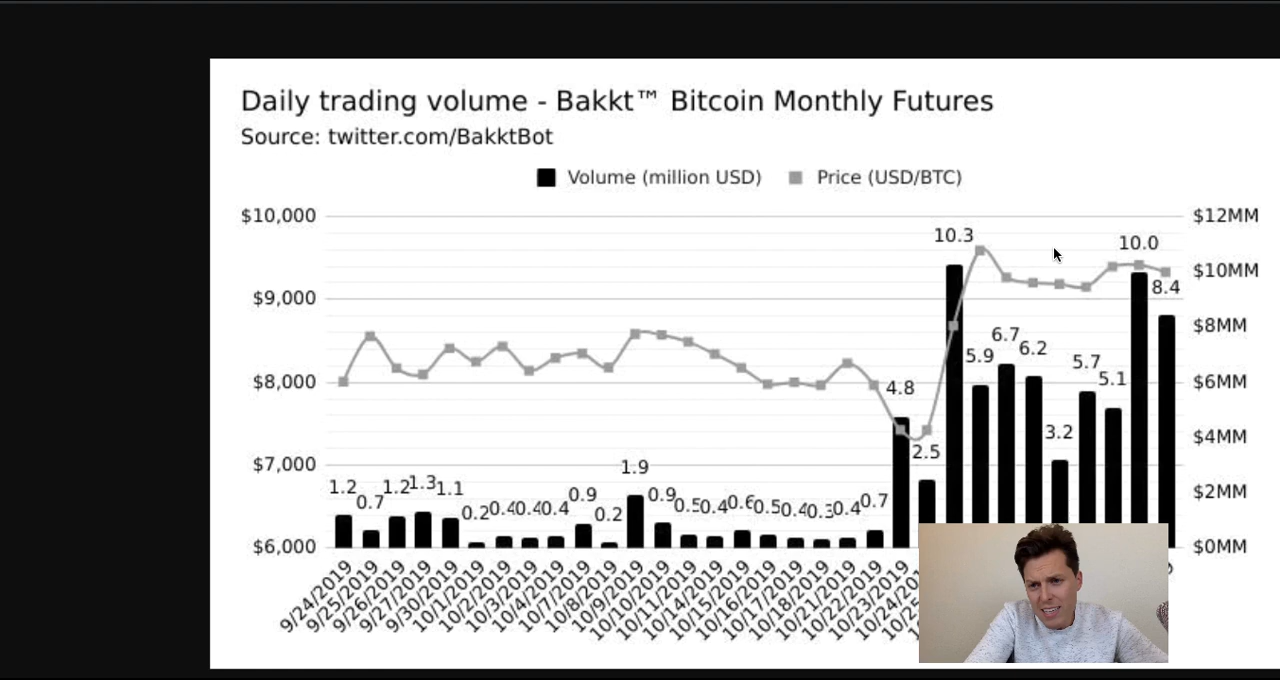 Daily trading volume - Bakkt™ Bitcoin Monthly Futures
Source: twitter.com/BakktBot
Volume (million USD) Price (USD/BTC)
$10,000
$9,000
$8,000
$7,000
$6,000
$12MM
$10MM
$8MM
$6MM
$4MM
$2MM
$0MM
1.2 0.7 1.2 1.3 1.1 0.2 0.4 0.4 0.4 0.9 0.2 1.9 0.9 0.5 0.4 0.6 0.5 0.4 0.3 0.4 0.7 4.8 2.5 10.3 5.9 6.7 6.2 3.2 5.7 5.1 10.0 8.4
9/24/2019 9/25/2019 9/26/2019 9/27/2019 9/30/2019 10/1/2019 10/2/2019 10/3/2019 10/4/2019 10/7/2019 10/8/2019 10/9/2019 10/10/2019 10/11/2019 10/14/2019 10/15/2019 10/16/2019 10/17/2019 10/18/2019 10/21/2019 10/22/2019 10/23/2019